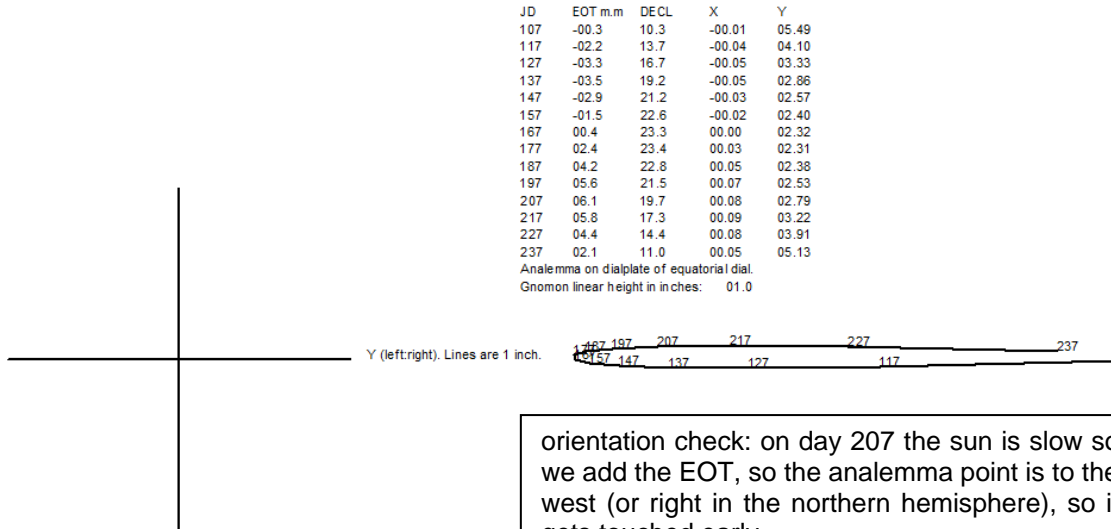 JD EOT m.m DECL X Y
107 -00.3 10.3 -00.01 05.49
117 -02.2 13.7 -00.04 04.10
127 -03.3 16.7 -00.05 03.33
137 -03.5 19.2 -00.05 02.86
147 -02.9 21.2 -00.03 02.57
157 -01.5 22.6 -00.02 02.40
167 00.4 23.3 00.00 02.32
177 02.4 23.4 00.03 02.31
187 04.2 22.8 00.05 02.38
197 05.6 21.5 00.07 02.53
207 06.1 19.7 00.08 02.79
217 05.8 17.3 00.09 03.22
227 04.4 14.4 00.08 03.91
237 02.1 11.0 00.05 05.13
Analemma on dialplate of equatorial dial.
Gnomon linear height in inches: 01.0
187 197 207 217 227 237
Y (left:right). Lines are 1 inch.
157 147 137 127 117
orientation check: on day 207 the sun is slow so
we add the EOT, so the analemma point is to the
west (or right in the northern hemisphere), so
gets touched early